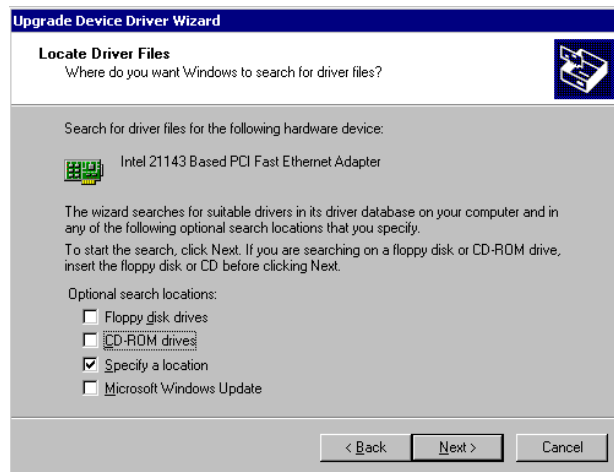 Upgrade Device Driver Wizard
Locate Driver Files
Where do you want Windows to search for driver files?
Search for driver files for the following hardware device:
Intel 21143 Based PCI Fast Ethernet Adapter
The wizard searches for suitable drivers in its driver database on your computer and in
any of the following optional search locations that you specify.
To start the search, click Next. If you are searching on a floppy disk or CD-ROM drive,
insert the floppy disk or CD before clicking Next.
Optional search locations:
Floppy disk drives
CD-ROM drives
Specify a location
Microsoft Windows Update
< Back Next > Cancel